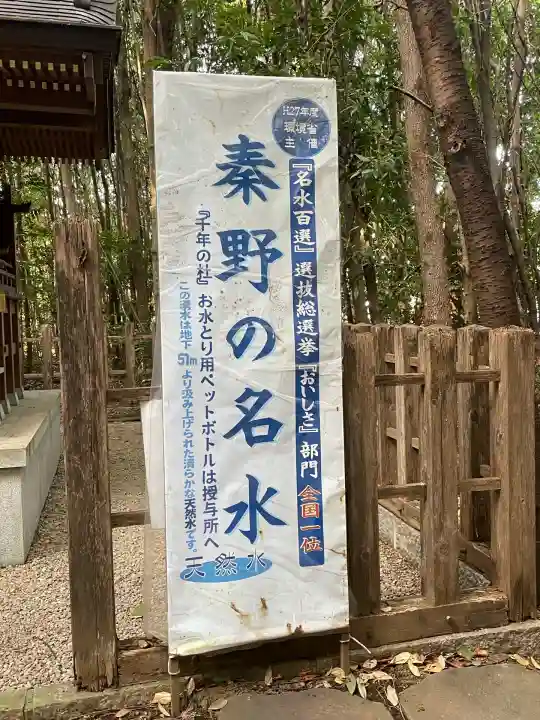 H27年度
環境省
主催
『名水百選』選抜総選挙『おいしさ』部門 全国一位
秦野の名水
『千年の杜』お水とり用ペットボトルは授与所へ
この湧水は地下51mより汲み上げられた清らかな天然水です。
天然水